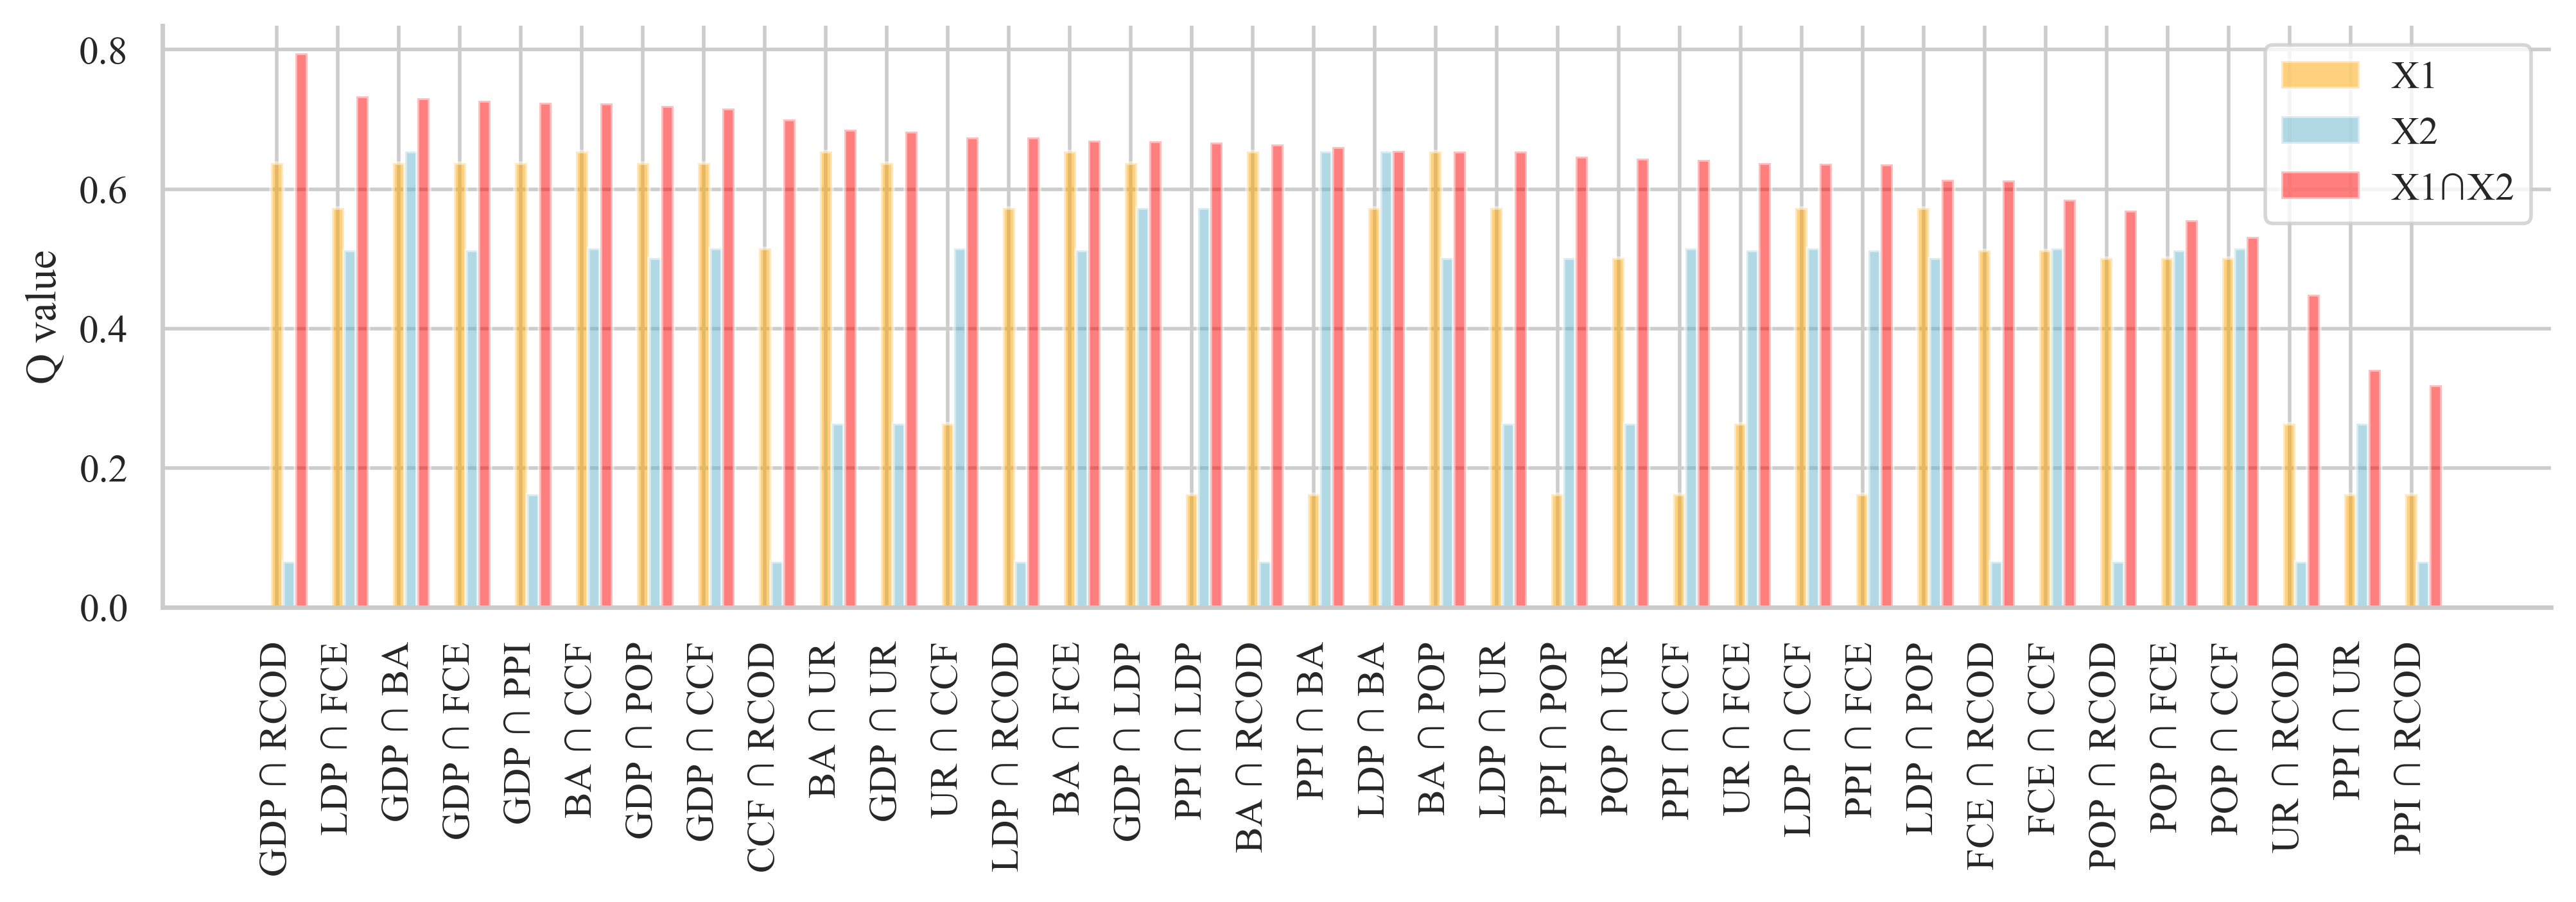 0.8
0.6
0.4
0.2
0.0
Q value
X1
X2
X1∩X2
GDP ∩ RCOD
LDP ∩ FCE
GDP ∩ BA
GDP ∩ FCE
GDP ∩ PPI
BA ∩ CCF
GDP ∩ POP
GDP ∩ CCF
CCF ∩ RCOD
BA ∩ UR
GDP ∩ UR
UR ∩ CCF
LDP ∩ RCOD
BA ∩ FCE
GDP ∩ LDP
PPI ∩ LDP
BA ∩ RCOD
PPI ∩ BA
LDP ∩ BA
BA ∩ POP
LDP ∩ UR
PPI ∩ POP
POP ∩ UR
PPI ∩ CCF
UR ∩ FCE
LDP ∩ CCF
PPI ∩ FCE
LDP ∩ POP
FCE ∩ RCOD
FCE ∩ CCF
POP ∩ RCOD
POP ∩ FCE
POP ∩ CCF
UR ∩ RCOD
PPI ∩ UR
PPI ∩ RCOD